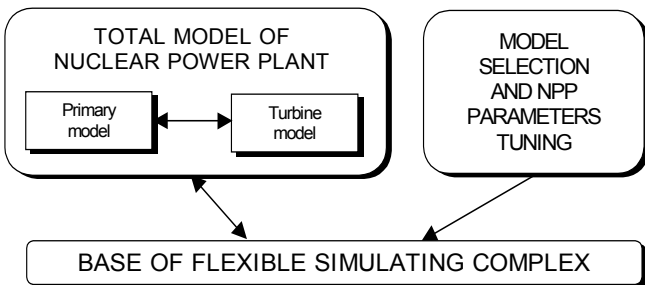 TOTAL MODEL OF
NUCLEAR POWER PLANT
Primary
model
Turbine
model
MODEL
SELECTION
AND NPP
PARAMETERS
TUNING
BASE OF FLEXIBLE SIMULATING COMPLEX